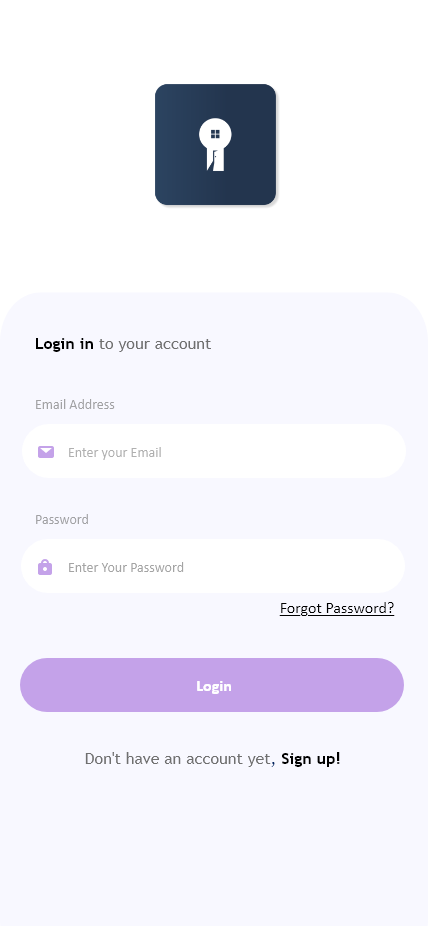 Login in to your account
Email Address
Enter your Email
Password
Enter Your Password
Forgot Password?
Login
Don't have an account yet, Sign up!